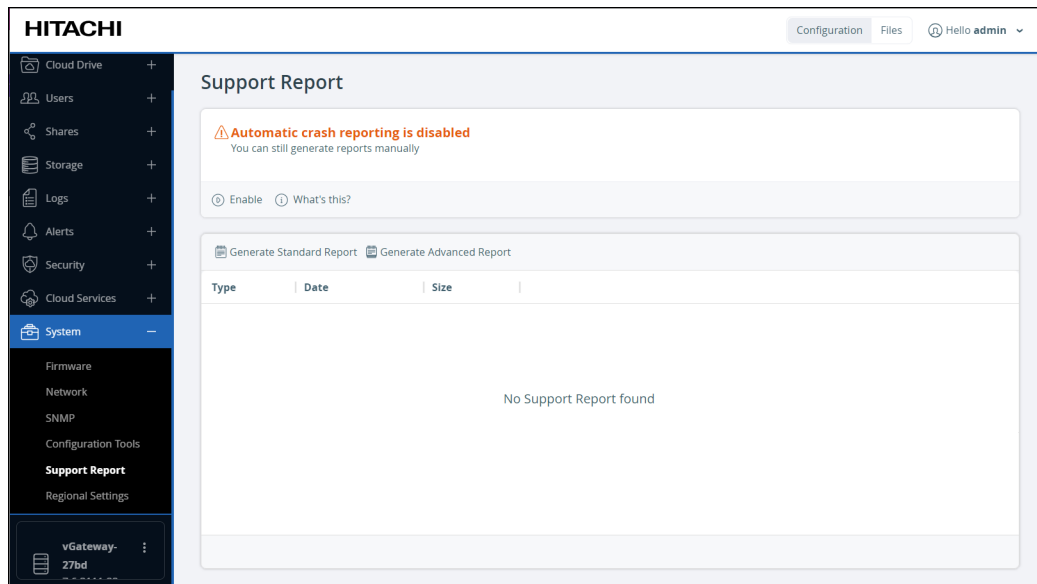 HITACHI
Configuration Files Hello admin
Cloud Drive
Users
Shares
Storage
Logs
Alerts
Security
Cloud Services
System
Firmware
Network
SNMP
Configuration Tools
Support Report
Regional Settings
vGateway-
27bd
Support Report
Automatic crash reporting is disabled
You can still generate reports manually
Enable What's this?
Generate Standard Report Generate Advanced Report
Type Date Size
No Support Report found